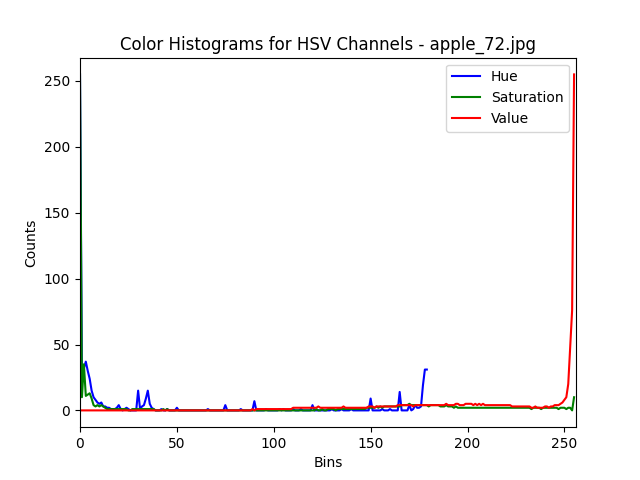 Color Histograms for HSV Channels - apple_72.jpg
Hue
Saturation
Value
Counts
250
200
150
100
50
0
0 50 100 150 200 250
Bins